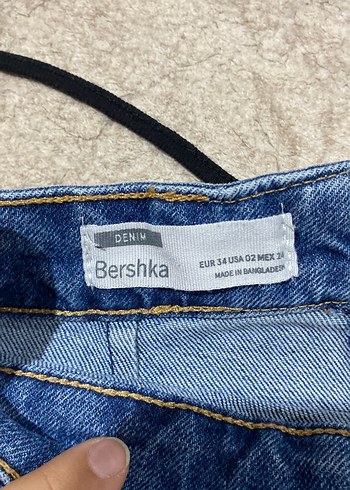 DENIM
Bershka
EUR 34 USA 02 MEX 24
MADE IN BANGLADESH